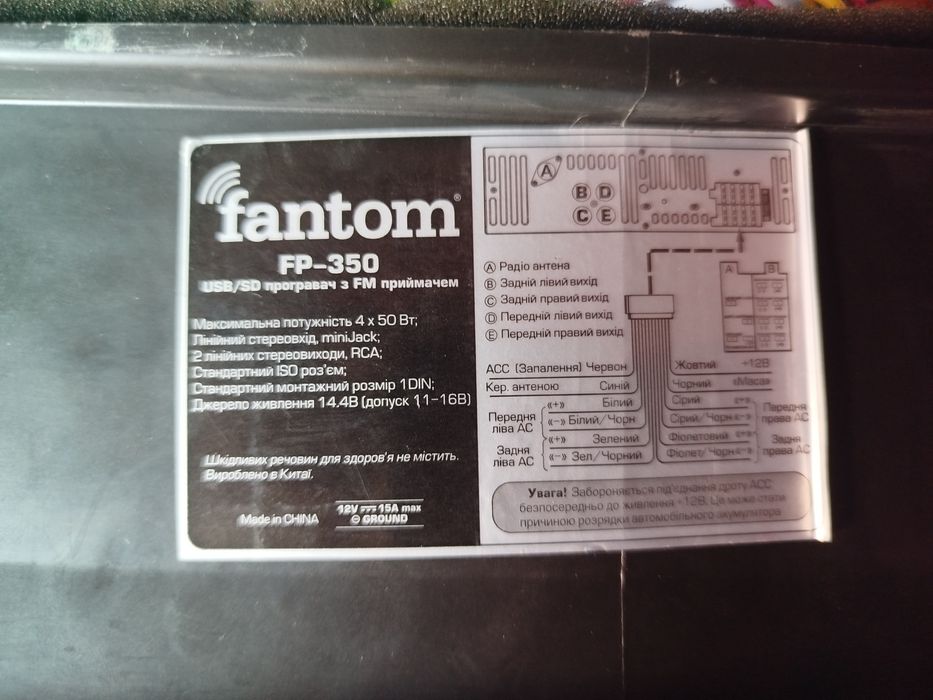 fantom®
FP-350
USB/SD програвач з FM приймачем
Максимальна потужність 4 x 50 Вт;
Лінійний стереовхід, miniJack;
2 лінійних стереовиходи, RCA;
Стандартний ISO роз'єм;
Стандартний монтажний розмір 1DIN;
Джерело живлення 14.4В (допуск 11-16В)
Шкідливих речовин для здоров'я не містить.
Вироблено в Китаї.
Made in CHINA
12V 15A max
⊖ GROUND
A
B D
C E
Ⓐ Радіо антена
Ⓑ Задній лівий вихід
Ⓒ Задній правий вихід
Ⓓ Передній лівий вихід
Ⓔ Передній правий вихід
A B
ACC (Запалення) Червон
Кер. антеною Синій
Передня ліва АС
«+» Білий
«-» Білий/Чорн
Задня ліва АС
«+» Зелений
«-» Зел/Чорний
Жовтий +12В
Чорний «Маса»
Сірий «+»
Сірий/Чорн «-»
Передня права АС
Фіолетовий «+»
Фіолет/Чорн «-»
Задня права АС
Увага! Забороняється під'єднання дроту ACC
безпосередньо до живлення +12В. Це може стати
причиною розрядки автомобільного акумулятора